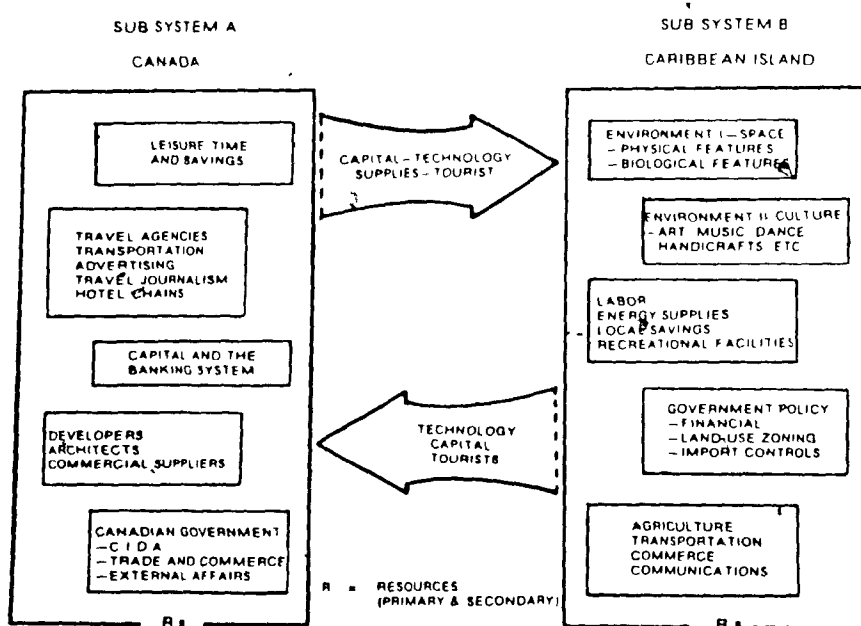 SUB SYSTEM A
CANADA
LEISURE TIME
AND SAVINGS
TRAVEL AGENCIES
TRANSPORTATION
ADVERTISING
TRAVEL JOURNALISM
HOTEL CHAINS
CAPITAL AND THE
BANKING SYSTEM
DEVELOPERS
ARCHITECTS
COMMERCIAL SUPPLIERS
CANADIAN GOVERNMENT
-C I D A
-TRADE AND COMMERCE
-EXTERNAL AFFAIRS
CAPITAL-TECHNOLOGY
SUPPLIES-TOURIST
TECHNOLOGY
CAPITAL
TOURISTS
R = RESOURCES
(PRIMARY & SECONDARY)
SUB SYSTEM B
CARIBBEAN ISLAND
ENVIRONMENT I-SPACE
-PHYSICAL FEATURES
-BIOLOGICAL FEATURES
ENVIRONMENT II CULTURE
-ART MUSIC DANCE
HANDICRAFTS ETC
LABOR
ENERGY SUPPLIES
LOCAL SAVINGS
RECREATIONAL FACILITIES
GOVERNMENT POLICY
-FINANCIAL
-LAND-USE ZONING
-IMPORT CONTROLS
AGRICULTURE
TRANSPORTATION
COMMERCE
COMMUNICATIONS